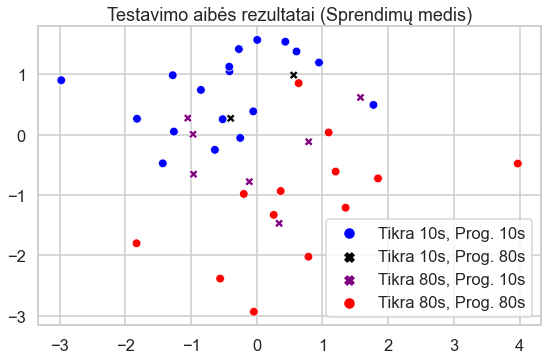 Testavimo aibės rezultatai (Sprendimų medis)
1
0
−1
−2
−3
Tikra 10s, Prog. 10s
Tikra 10s, Prog. 80s
Tikra 80s, Prog. 10s
Tikra 80s, Prog. 80s
−3 −2 −1 0 1 2 3 4